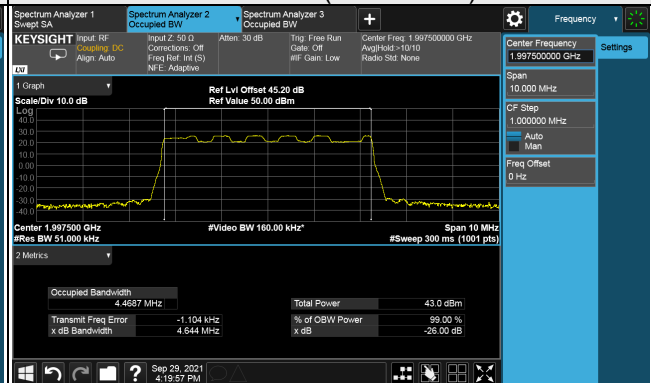 Spectrum Analyzer 1
Swept SA
Spectrum Analyzer 2
Occupied BW
Spectrum Analyzer 3
Occupied BW
+
Frequency
KEYSIGHT
Input: RF
Coupling: DC
Align: Auto
LXI
Input Z: 50 Ω
Corrections: Off
Freq Ref: Int (S)
NFE: Adaptive
Atten: 30 dB
Trig: Free Run
Gate: Off
#IF Gain: Low
Center Freq: 1.997500000 GHz
Avg|Hold:>10/10
Radio Std: None
Center Frequency
1.997500000 GHz
Settings
Span
10.000 MHz
CF Step
1.000000 MHz
Auto
Man
Freq Offset
0 Hz
1 Graph
Scale/Div 10.0 dB
Ref Lvl Offset 45.20 dB
Ref Value 50.00 dBm
Log
40.0
30.0
20.0
10.0
0.00
-10.0
-20.0
-30.0
-40.0
Center 1.997500 GHz
#Res BW 51.000 kHz
#Video BW 160.00 kHz*
Span 10 MHz
#Sweep 300 ms (1001 pts)
2 Metrics
Occupied Bandwidth
4.4687 MHz
Total Power 43.0 dBm
Transmit Freq Error -1.104 kHz
% of OBW Power 99.00 %
x dB Bandwidth 4.644 MHz
x dB -26.00 dB
?
Sep 29, 2021
4:19:57 PM